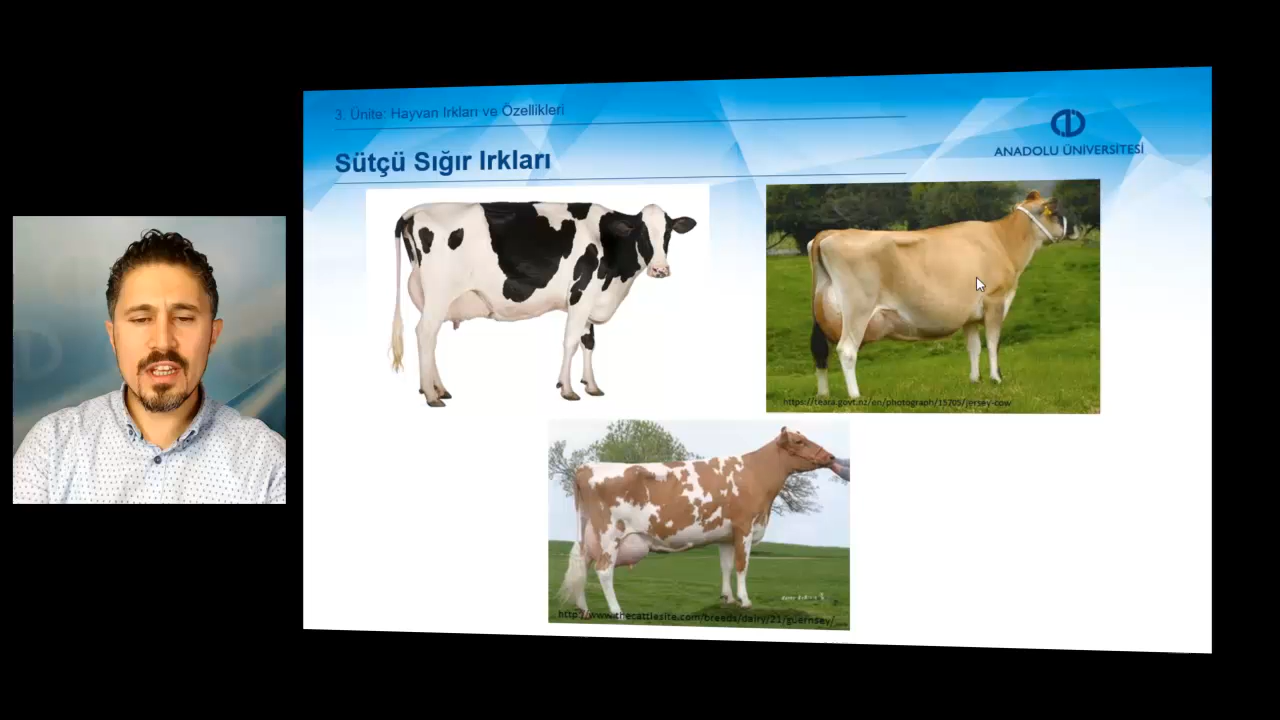 3. Ünite: Hayvan Irkları ve Özellikleri
Sütçü Sığır Irkları
ANADOLU ÜNİVERSİTESİ
https://teara.govt.nz/en/photograph/15705/jersey-cow
http://www.thecattlesite.com/breeds/dairy/21/guernsey/